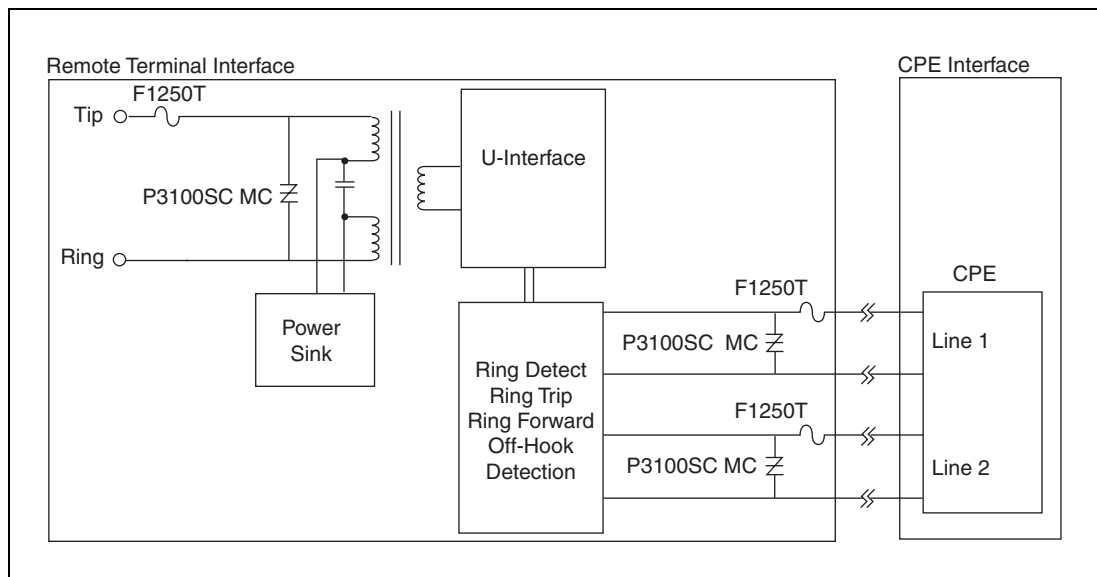 Remote Terminal Interface
CPE Interface
F1250T
Tip
P3100SC MC
Ring
U-Interface
Power
Sink
Ring Detect
Ring Trip
Ring Forward
Off-Hook
Detection
F1250T
P3100SC MC
F1250T
P3100SC MC
CPE
Line 1
Line 2